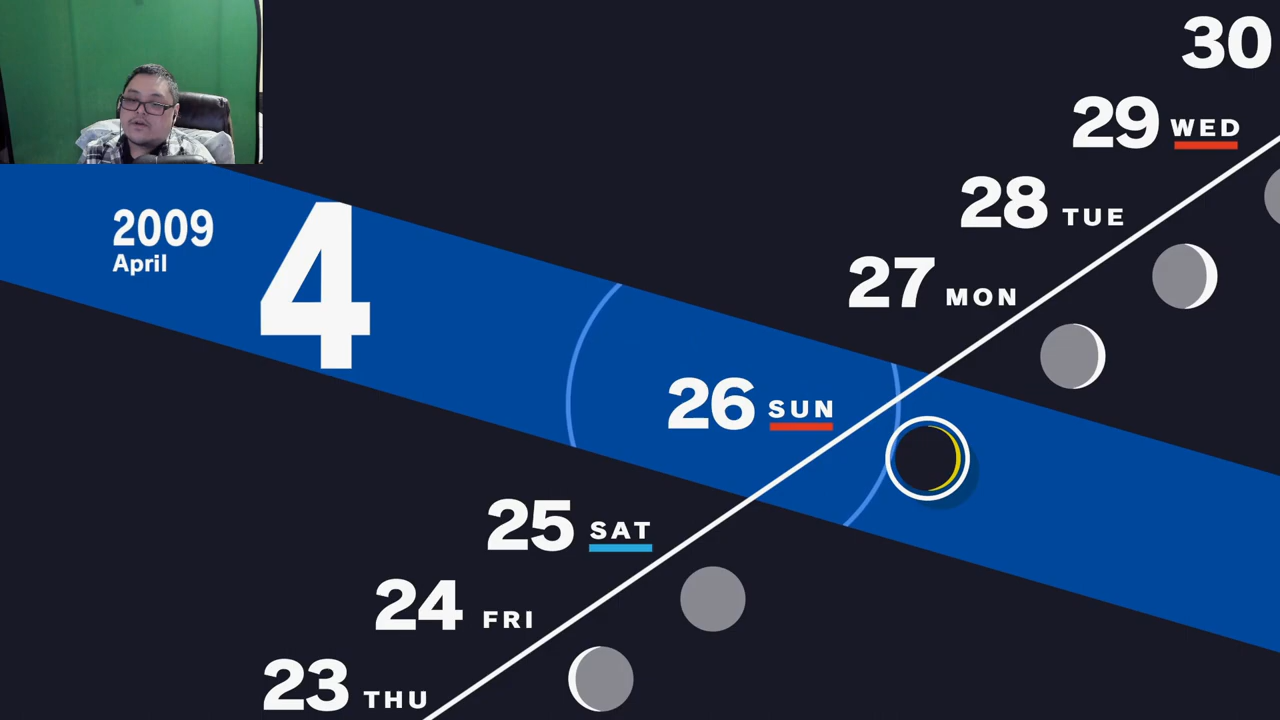 30
29 WED
28 TUE
27 MON
2009
April
4
26 SUN
25 SAT
24 FRI
23 THU